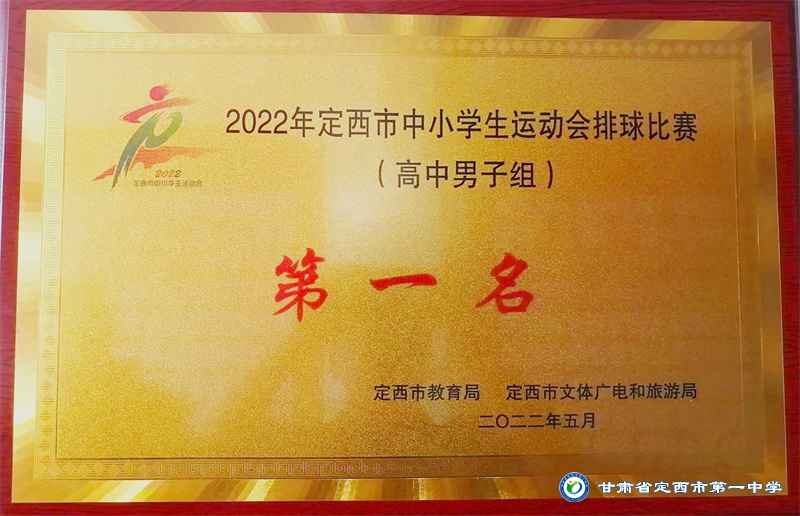 2022年定西市中小学生运动会排球比赛
（高中男子组）
2022
定西市中小学生运动会
第一名
定西市教育局 定西市文体广电和旅游局
二〇二二年五月
甘肃省定西市第一中学